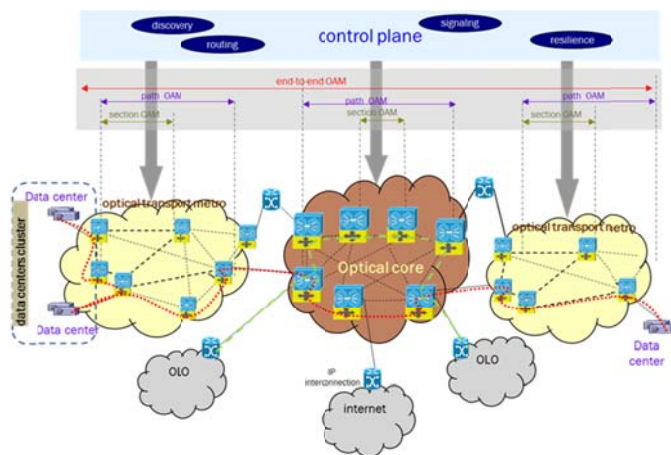 discovery
routing
control plane
signaling
resilience
end-to-end OAM
path OAM
path OAM
path OAM
section OAM
section OAM
section OAM
Data center
optical transport metro
optical transport netro
data centers cluster
Optical core
Data center
Data
center
OLO
IP
interconnection
OLO
internet